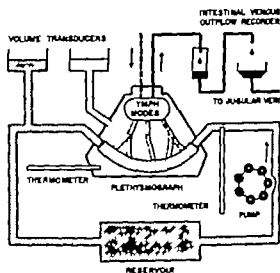 INTESTINAL VENOUS
OUTFLOW RECORDER
VOLUME TRANSDUCERS
LYMPH
NODES
TO JUGULAR VEIN
THERMOMETER
PLETHYSMOGRAPH
THERMOMETER
PUMP
RESERVOIR